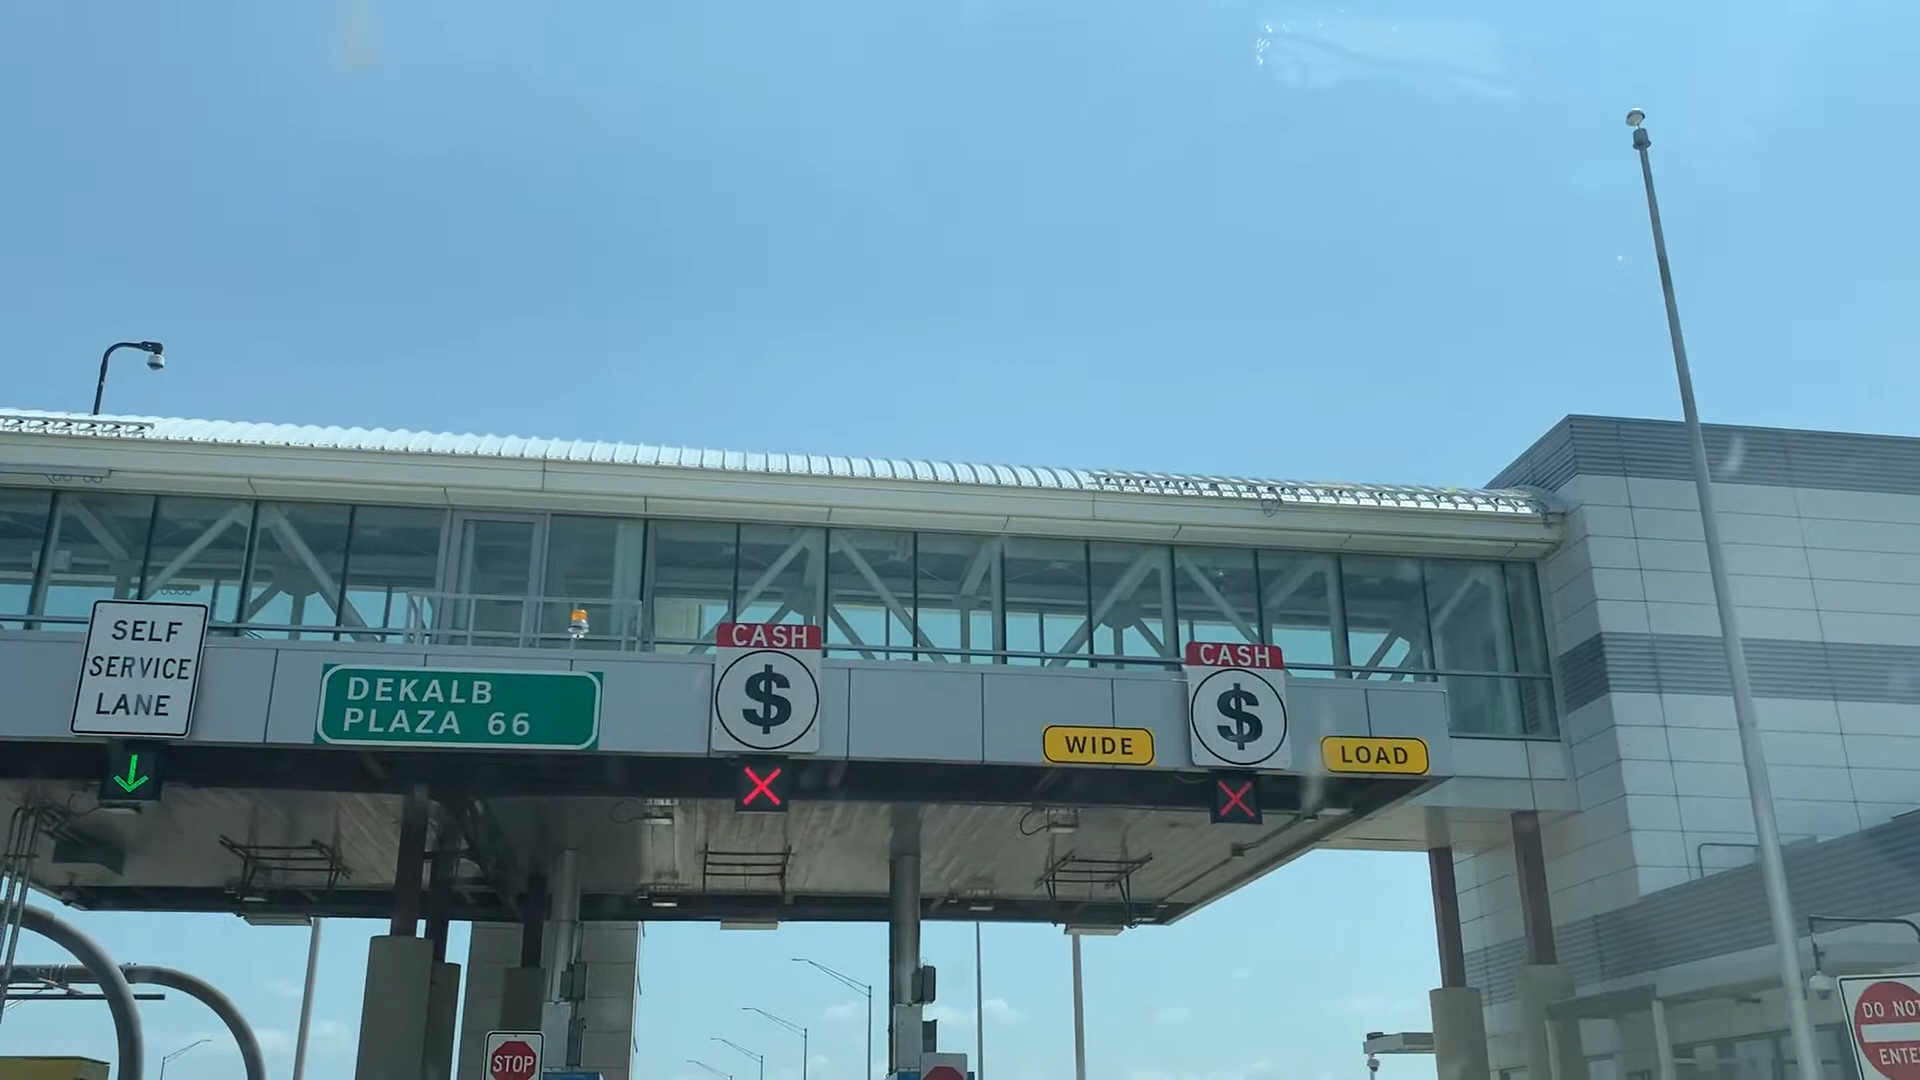 SELF
SERVICE
LANE
DEKALB
PLAZA 66
CASH
$
WIDE
CASH
$
LOAD
STOP
DO NOT
ENTE